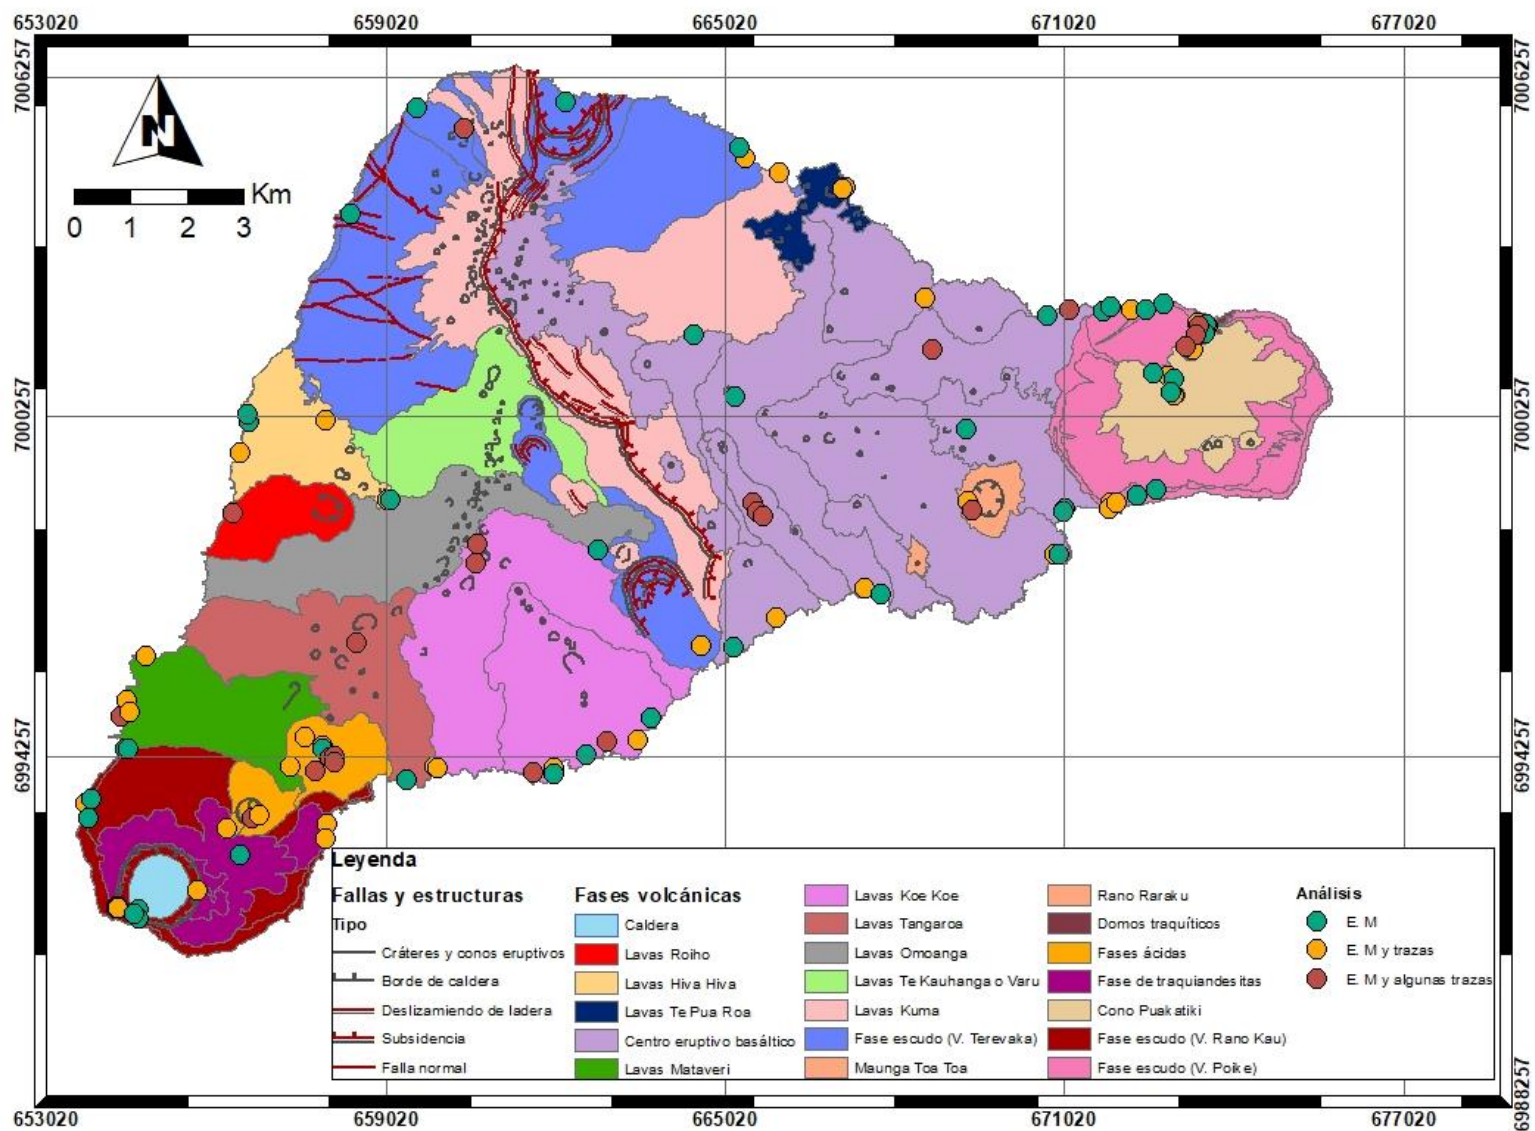 653020 659020 665020 671020 677020
7006257 7006257
N
Km
0 1 2 3
7000257 7000257
6994257 6994257
Leyenda
Fallas y estructuras
Tipo
Cráteres y conos eruptivos
Borde de caldera
Deslizamiento de ladera
Subsidencia
Falla normal
Fases volcánicas
Caldera
Lavas Roiho
Lavas Hiva Hiva
Lavas Te Pua Roa
Centro eruptivo basáltico
Lavas Mataveri
Lavas Koe Koe
Lavas Tangaroa
Lavas Omoanga
Lavas Te Kauhanga o Varu
Lavas Kuma
Fase escudo (V. Terevaka)
Maunga Toa Toa
Rano Raraku
Domos traquíticos
Fases ácidas
Fase de traquiandesitas
Cono Puakatiki
Fase escudo (V. Rano Kau)
Fase escudo (V. Poike)
Análisis
E. M
E. M y trazas
E. M y algunas trazas
6988257 6988257
653020 659020 665020 671020 677020